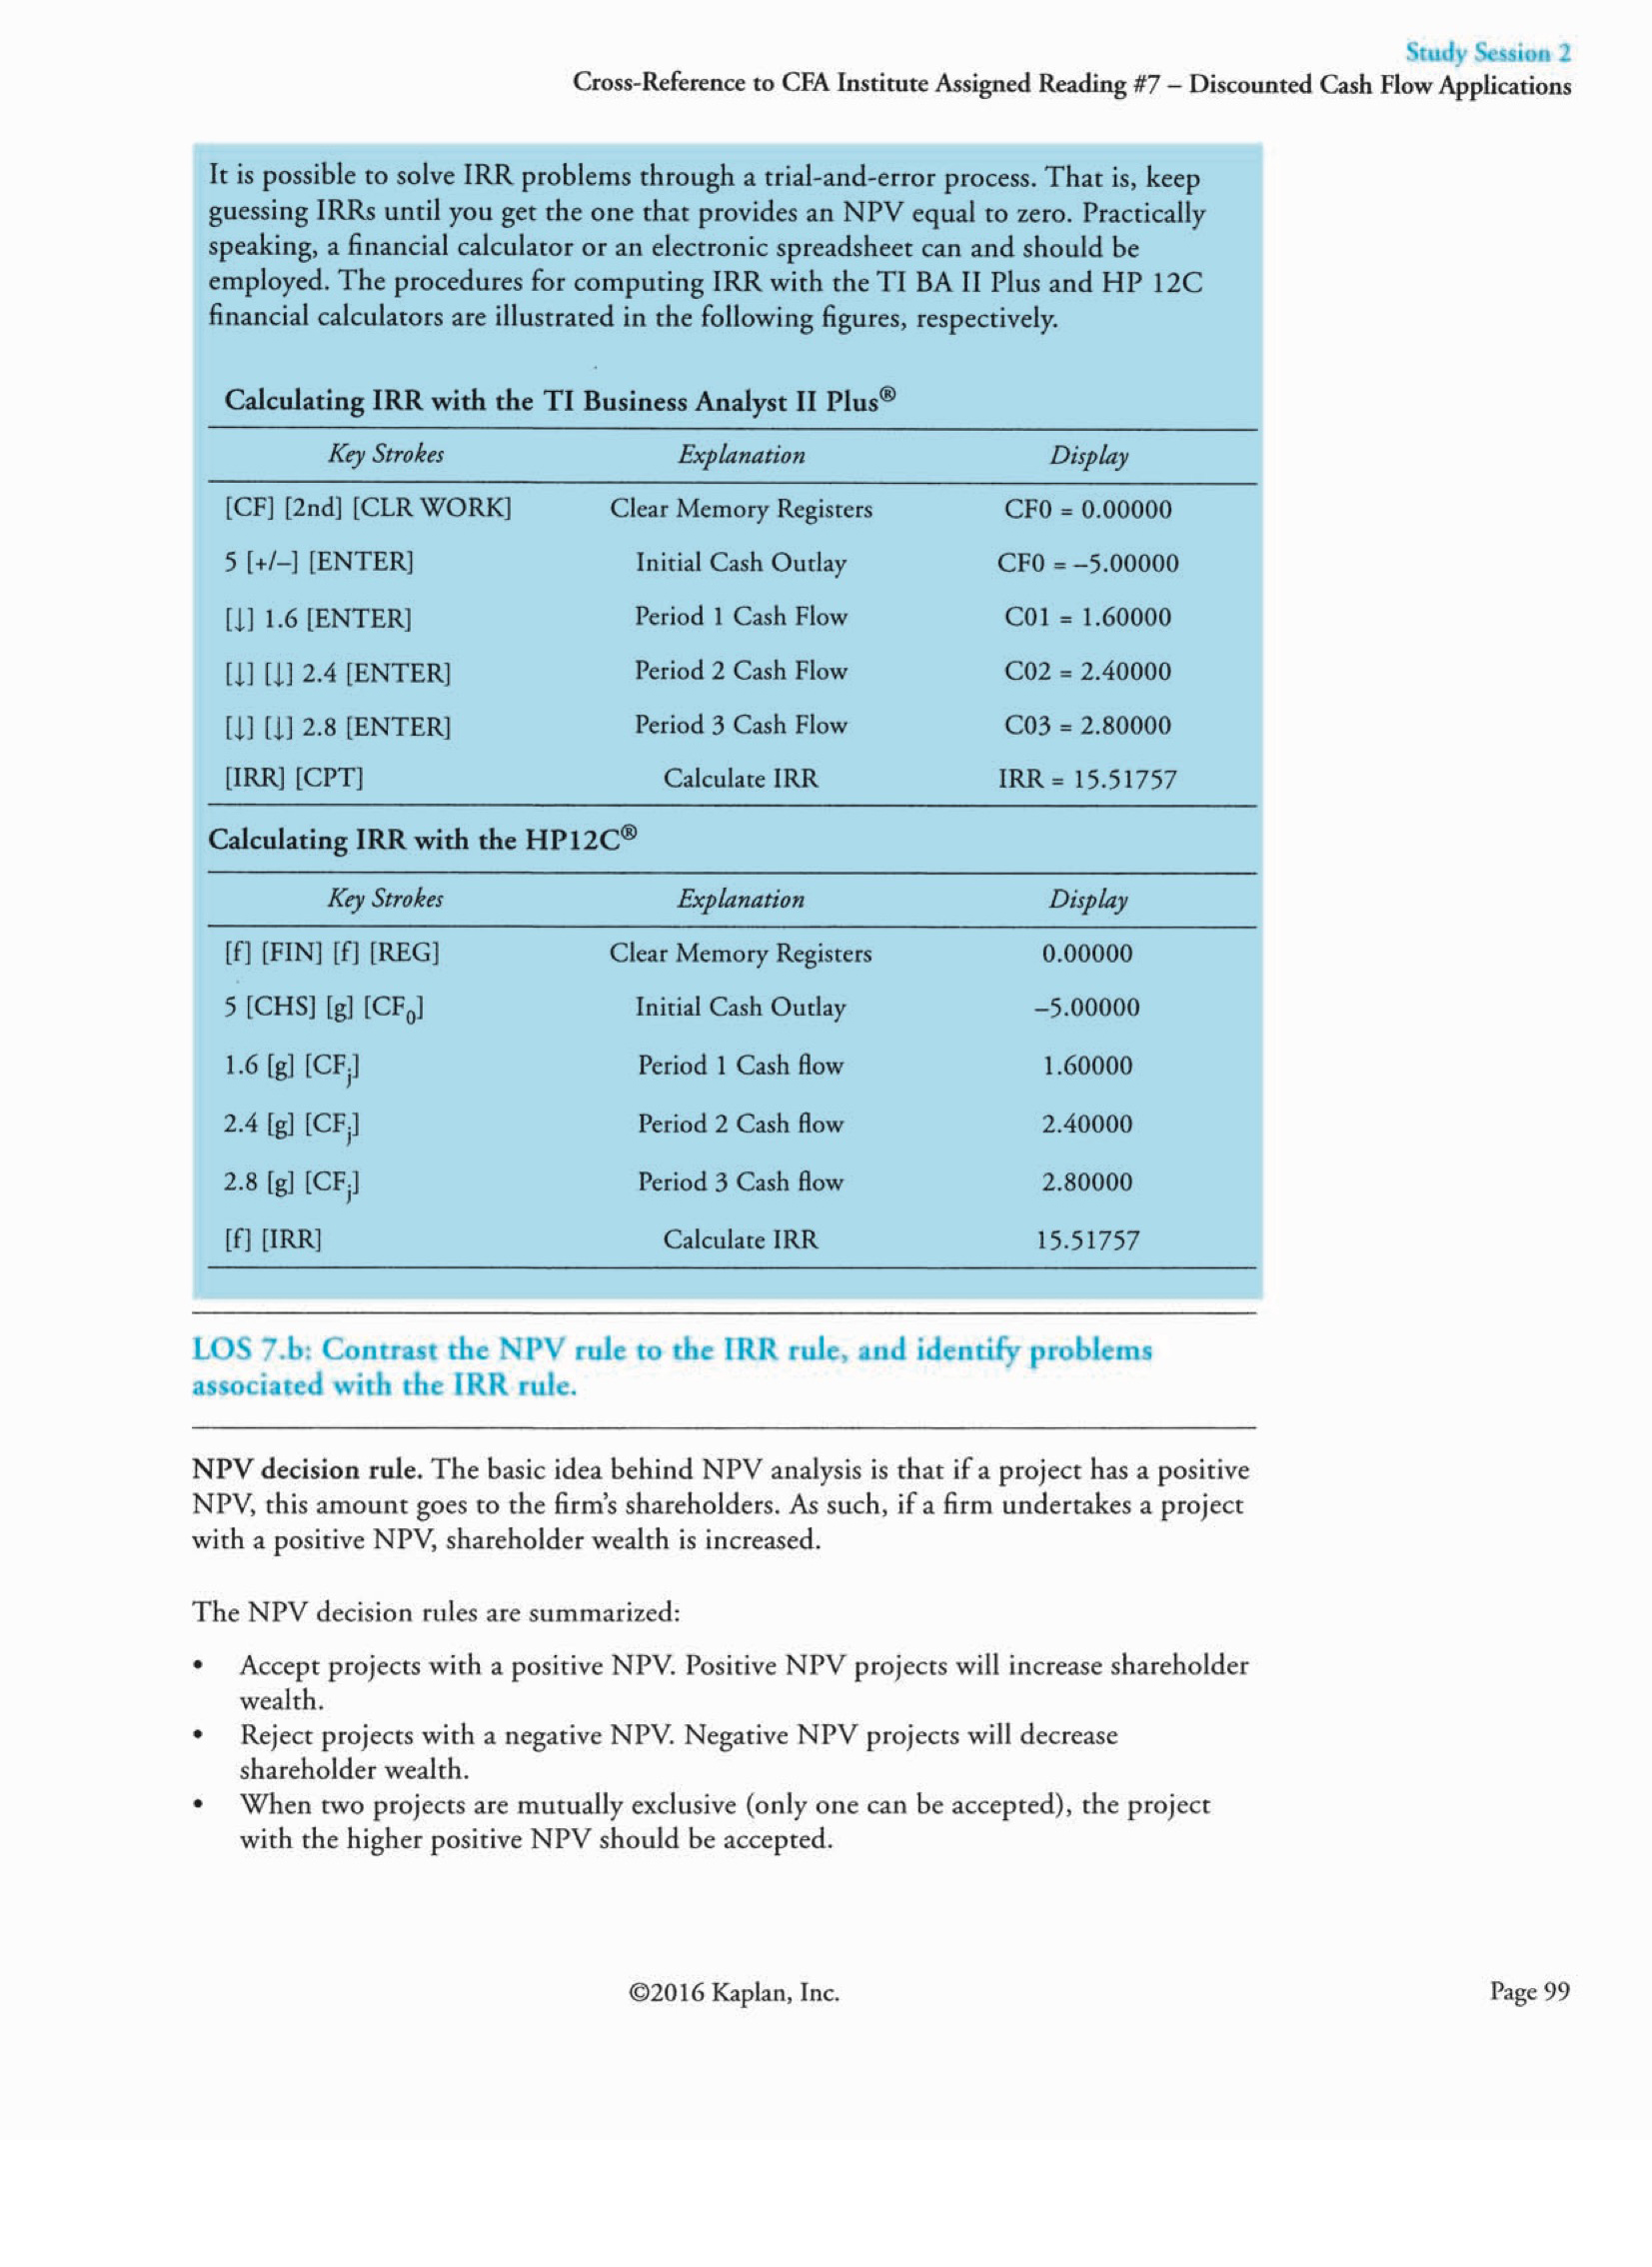 Study Session 2
Cross-Reference to CFA Institute Assigned Reading #7 – Discounted Cash Flow Applications
It is possible to solve IRR problems through a trial-and-error process. That is, keep
guessing IRRs until you get the one that provides an NPV equal to zero. Practically
speaking, a financial calculator or an electronic spreadsheet can and should be
employed. The procedures for computing IRR with the TI BA II Plus and HP 12C
financial calculators are illustrated in the following figures, respectively.
Calculating IRR with the TI Business Analyst II Plus®
Key Strokes Explanation Display
[CF] [2nd] [CLR WORK] Clear Memory Registers CF0 = 0.00000
5 [+/–] [ENTER] Initial Cash Outlay CF0 = –5.00000
[↓] 1.6 [ENTER] Period 1 Cash Flow C01 = 1.60000
[↓] [↓] 2.4 [ENTER] Period 2 Cash Flow C02 = 2.40000
[↓] [↓] 2.8 [ENTER] Period 3 Cash Flow C03 = 2.80000
[IRR] [CPT] Calculate IRR IRR = 15.51757
Calculating IRR with the HP12C®
Key Strokes Explanation Display
[f] [FIN] [f] [REG] Clear Memory Registers 0.00000
5 [CHS] [g] [CF0] Initial Cash Outlay –5.00000
1.6 [g] [CFj] Period 1 Cash flow 1.60000
2.4 [g] [CFj] Period 2 Cash flow 2.40000
2.8 [g] [CFj] Period 3 Cash flow 2.80000
[f] [IRR] Calculate IRR 15.51757
LOS 7.b: Contrast the NPV rule to the IRR rule, and identify problems
associated with the IRR rule.
NPV decision rule. The basic idea behind NPV analysis is that if a project has a positive
NPV, this amount goes to the firm's shareholders. As such, if a firm undertakes a project
with a positive NPV, shareholder wealth is increased.
The NPV decision rules are summarized:
• Accept projects with a positive NPV. Positive NPV projects will increase shareholder
wealth.
• Reject projects with a negative NPV. Negative NPV projects will decrease
shareholder wealth.
• When two projects are mutually exclusive (only one can be accepted), the project
with the higher positive NPV should be accepted.
©2016 Kaplan, Inc.
Page 99